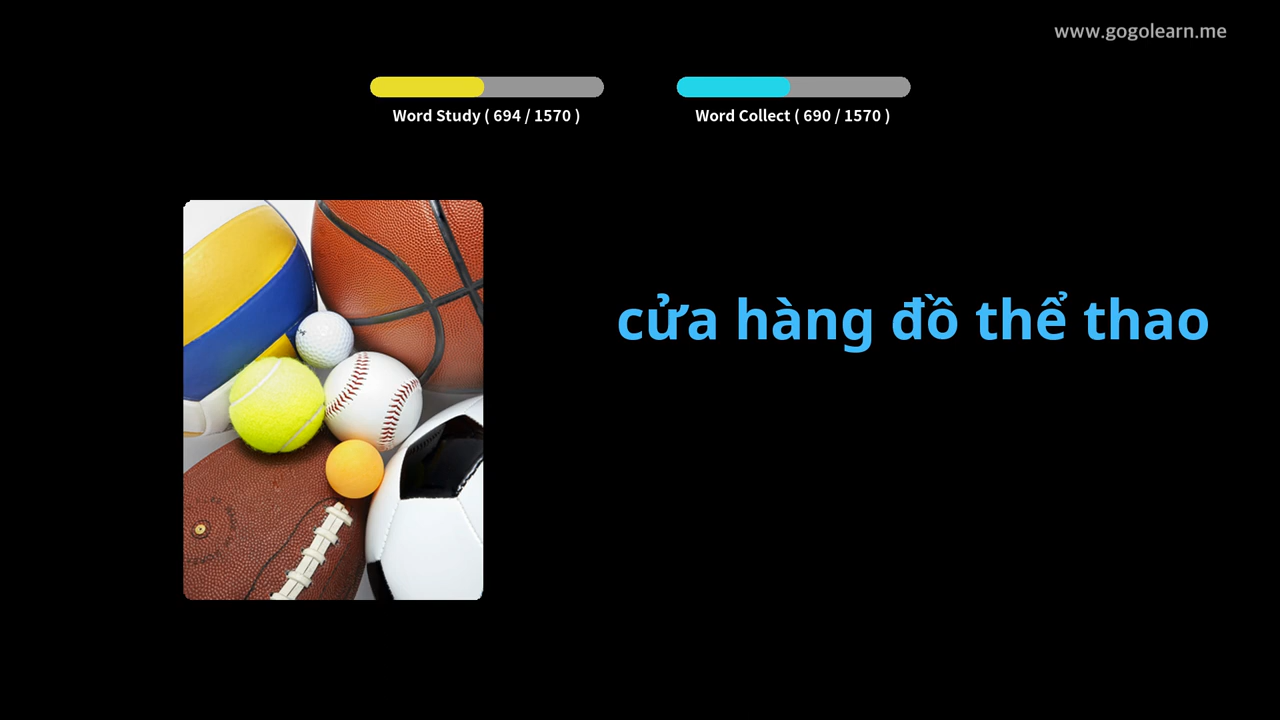 www.gogolearn.me
Word Study ( 694 / 1570 )
Word Collect ( 690 / 1570 )
cửa hàng đồ thể thao